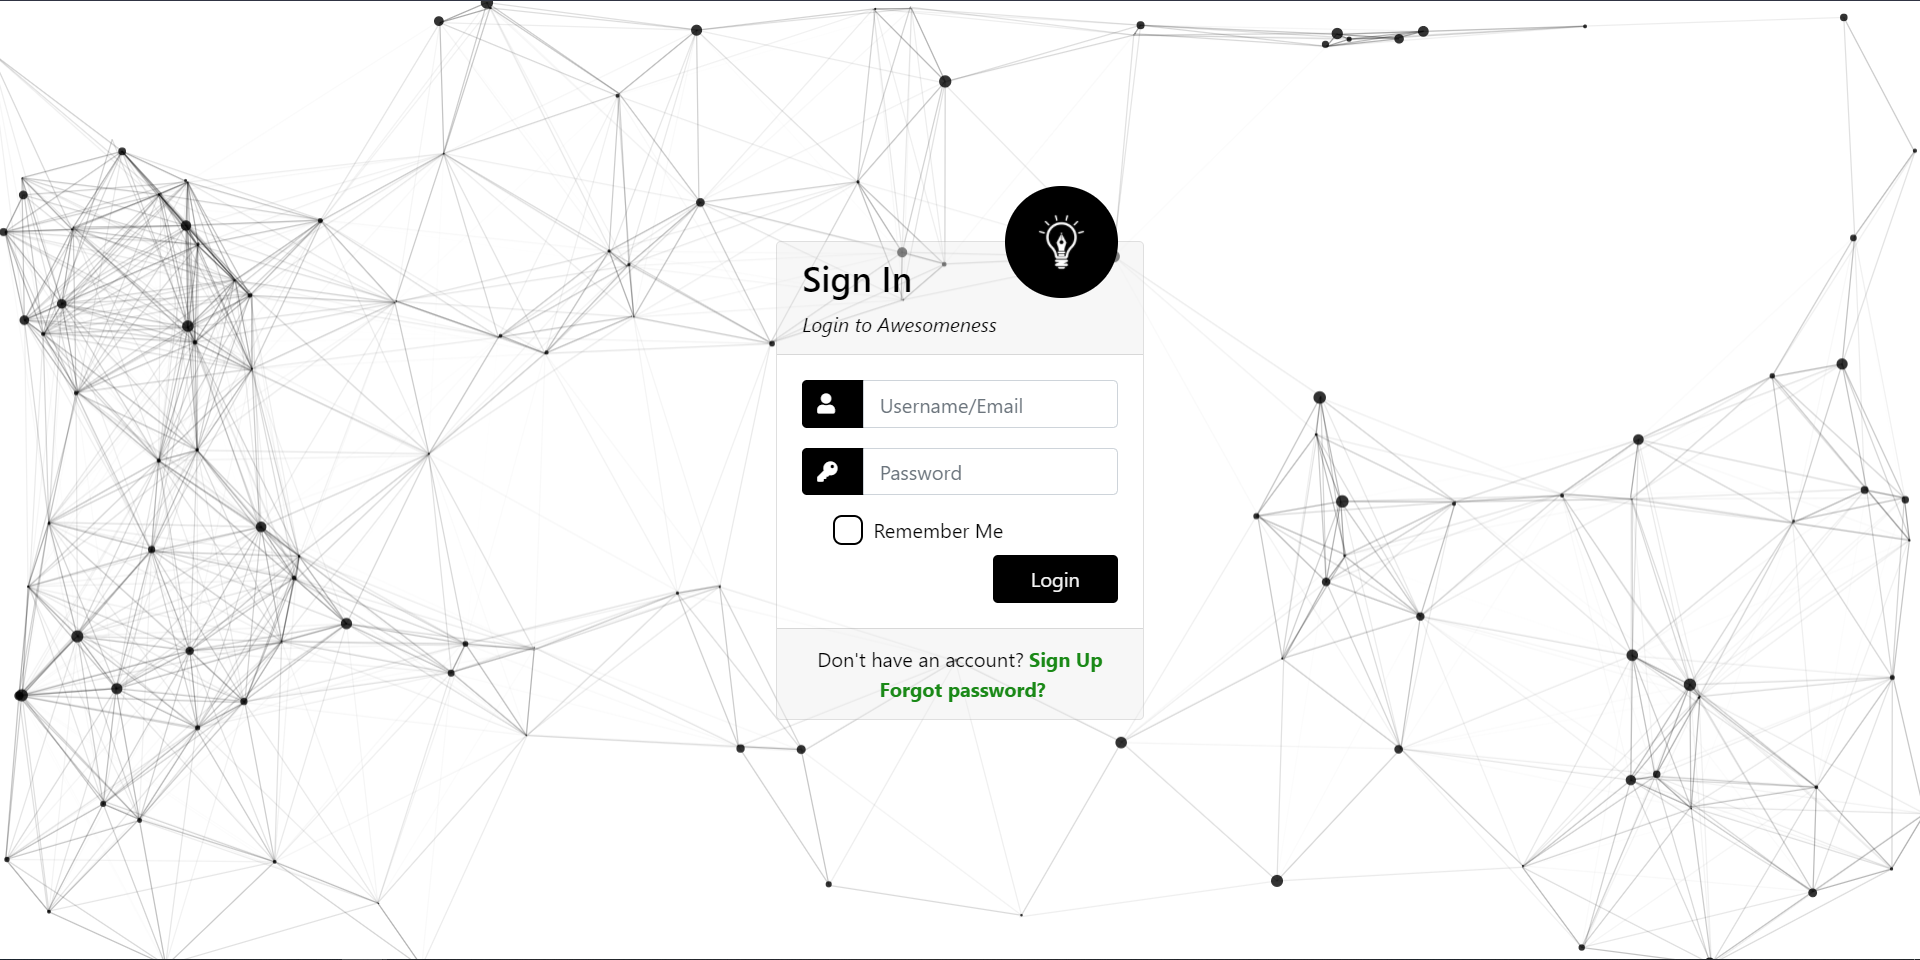 Sign In
Login to Awesomeness
Username/Email
Password
Remember Me
Login
Don't have an account? Sign Up
Forgot password?